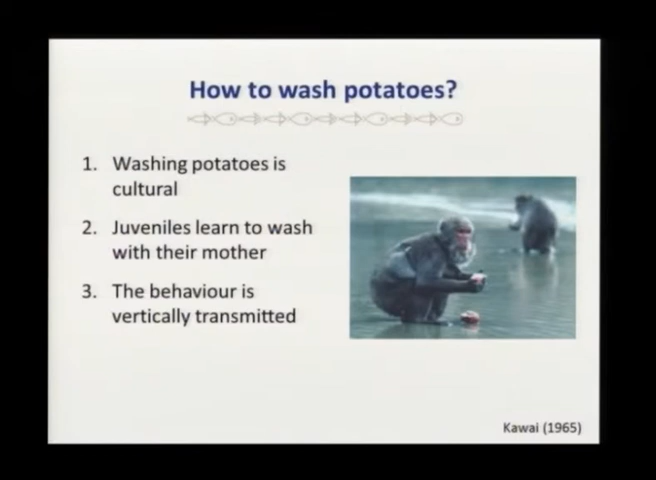 How to wash potatoes?
1. Washing potatoes is
cultural
2. Juveniles learn to wash
with their mother
3. The behaviour is
vertically transmitted
Kawai (1965)